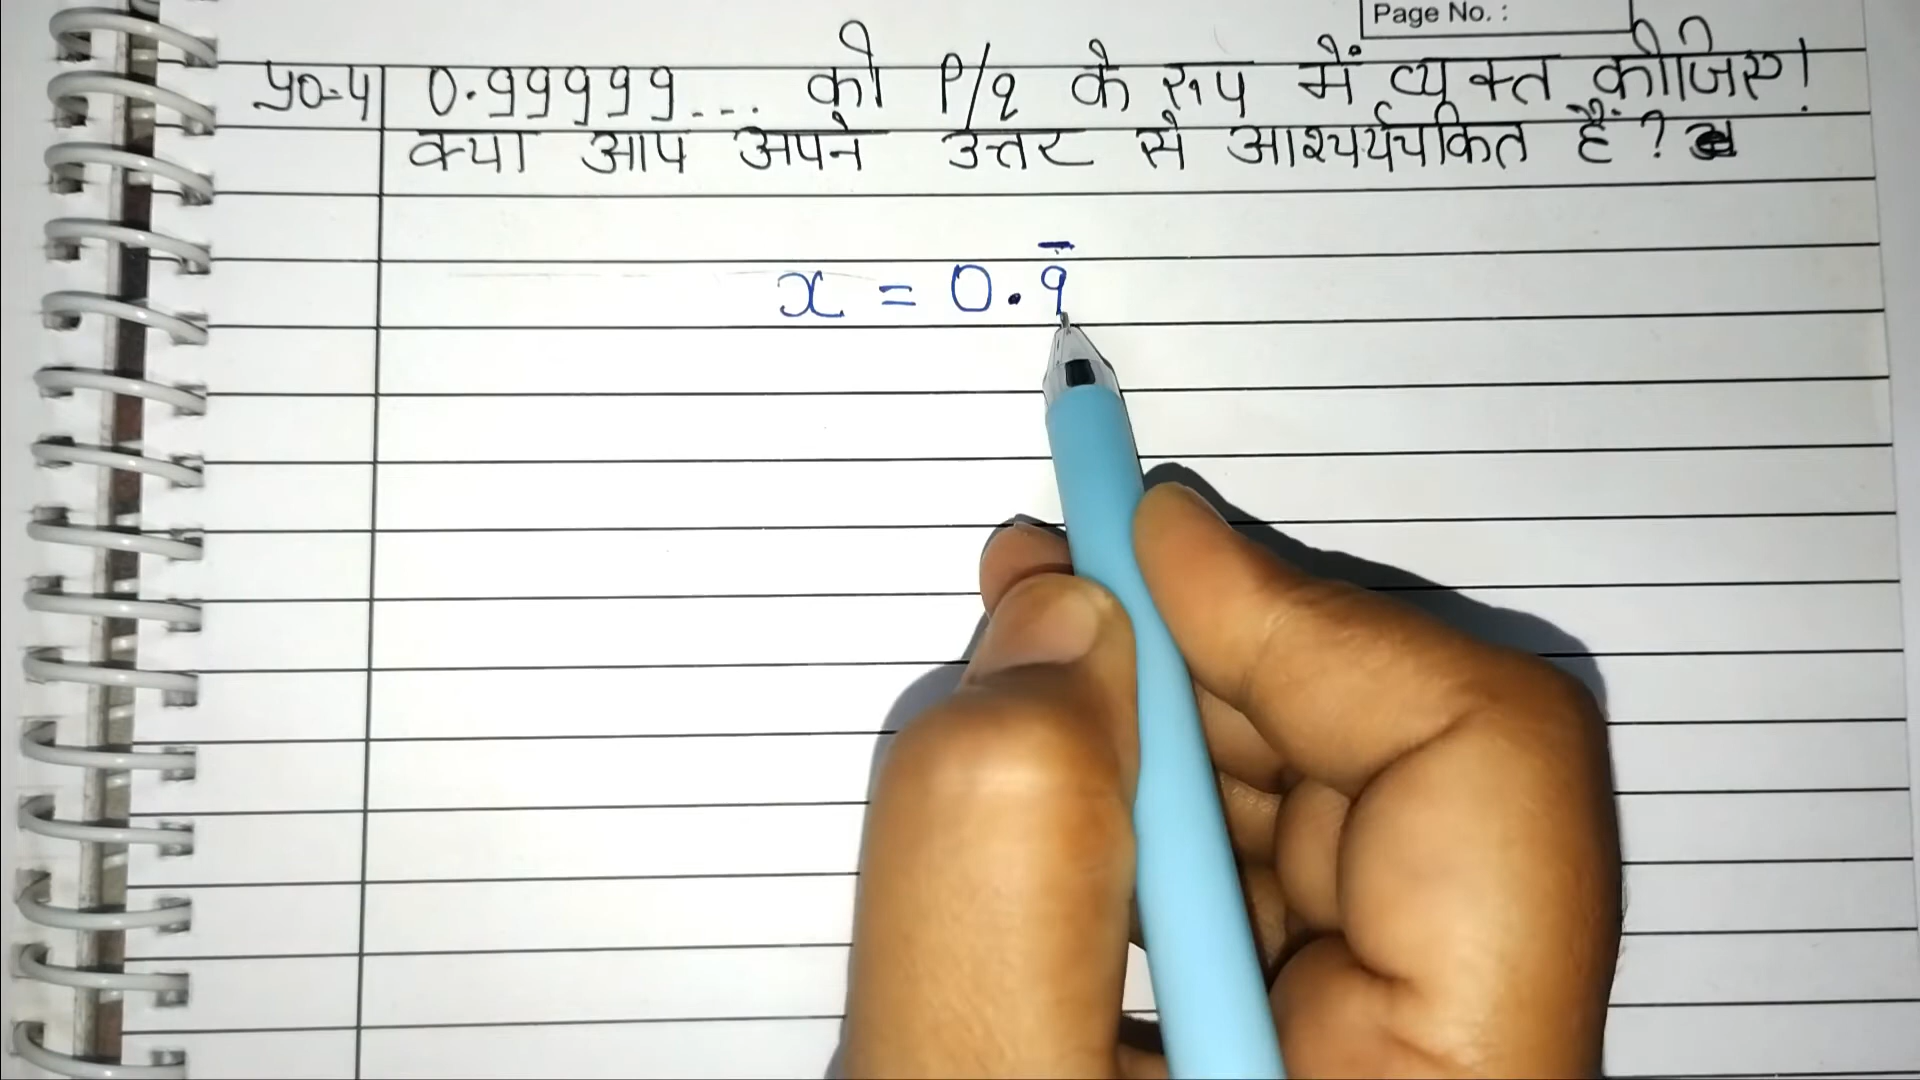 Page No. :
प्र०-4 0.99999... को P/q के रूप में व्यक्त कीजिए।
क्या आप अपने उत्तर से आश्चर्यचकित हैं ?
x = 0.9̅